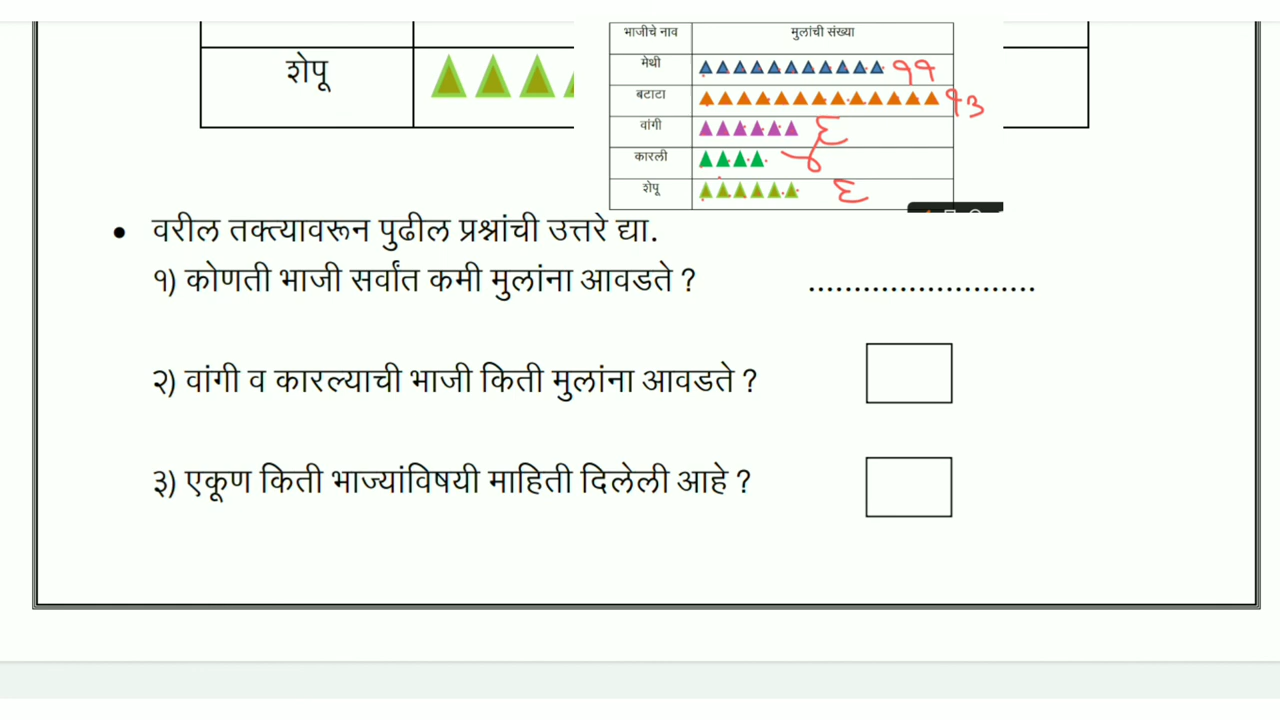 भाजीचे नाव मुलांची संख्या
मेथी ११
बटाटा १३
वांगी ६
कारली ४
शेपू ६
शेपू
• वरील तक्त्यावरून पुढील प्रश्नांची उत्तरे द्या.
१) कोणती भाजी सर्वांत कमी मुलांना आवडते ? .........................
२) वांगी व कारल्याची भाजी किती मुलांना आवडते ?
३) एकूण किती भाज्यांविषयी माहिती दिलेली आहे ?